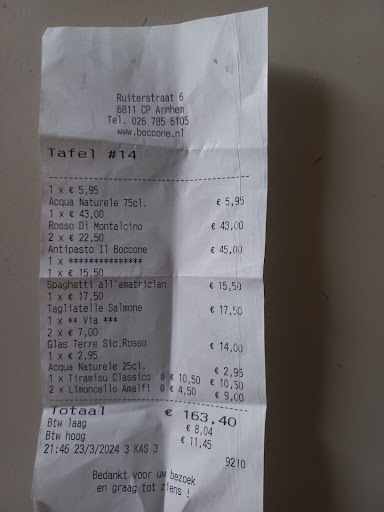 Ruiterstraat 6
6811 CP Arnhem
Tel. 026 785 6105
www.boccone.nl
Tafel #14
1 x € 5,95
Acqua Naturele 75cl. € 5,95
1 x € 43,00
Rosso Di Montalcino € 43,00
2 x € 22,50
Antipasto Il Boccone € 45,00
1 x ***************
1 x € 15,50
Spaghetti all'amatrician € 15,50
1 x € 17,50
Tagliatelle Salmone € 17,50
1 x ** Via ***
2 x € 7,00
Glas Terre Sic.Rosso € 14,00
1 x € 2,95
Acqua Naturele 25cl. € 2,95
1 x Tiramisu Classico @ € 10,50 € 10,50
2 x Limoncello Amalfi @ € 4,50 € 9,00
Totaal € 163,40
Btw laag € 8,04
Btw hoog € 11,45
21:46 23/3/2024 3 KAS 3
9210
Bedankt voor uw bezoek
en graag tot ziens !